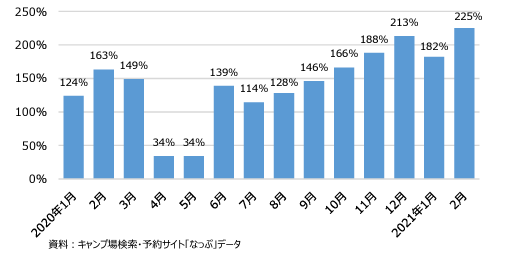 250%
200%
150%
100%
50%
0%
124%
163%
149%
34%
34%
139%
114%
128%
146%
166%
188%
213%
182%
225%
2020年1月
2月
3月
4月
5月
6月
7月
8月
9月
10月
11月
12月
2021年1月
2月
資料：キャンプ場検索・予約サイト「なっぷ」データ